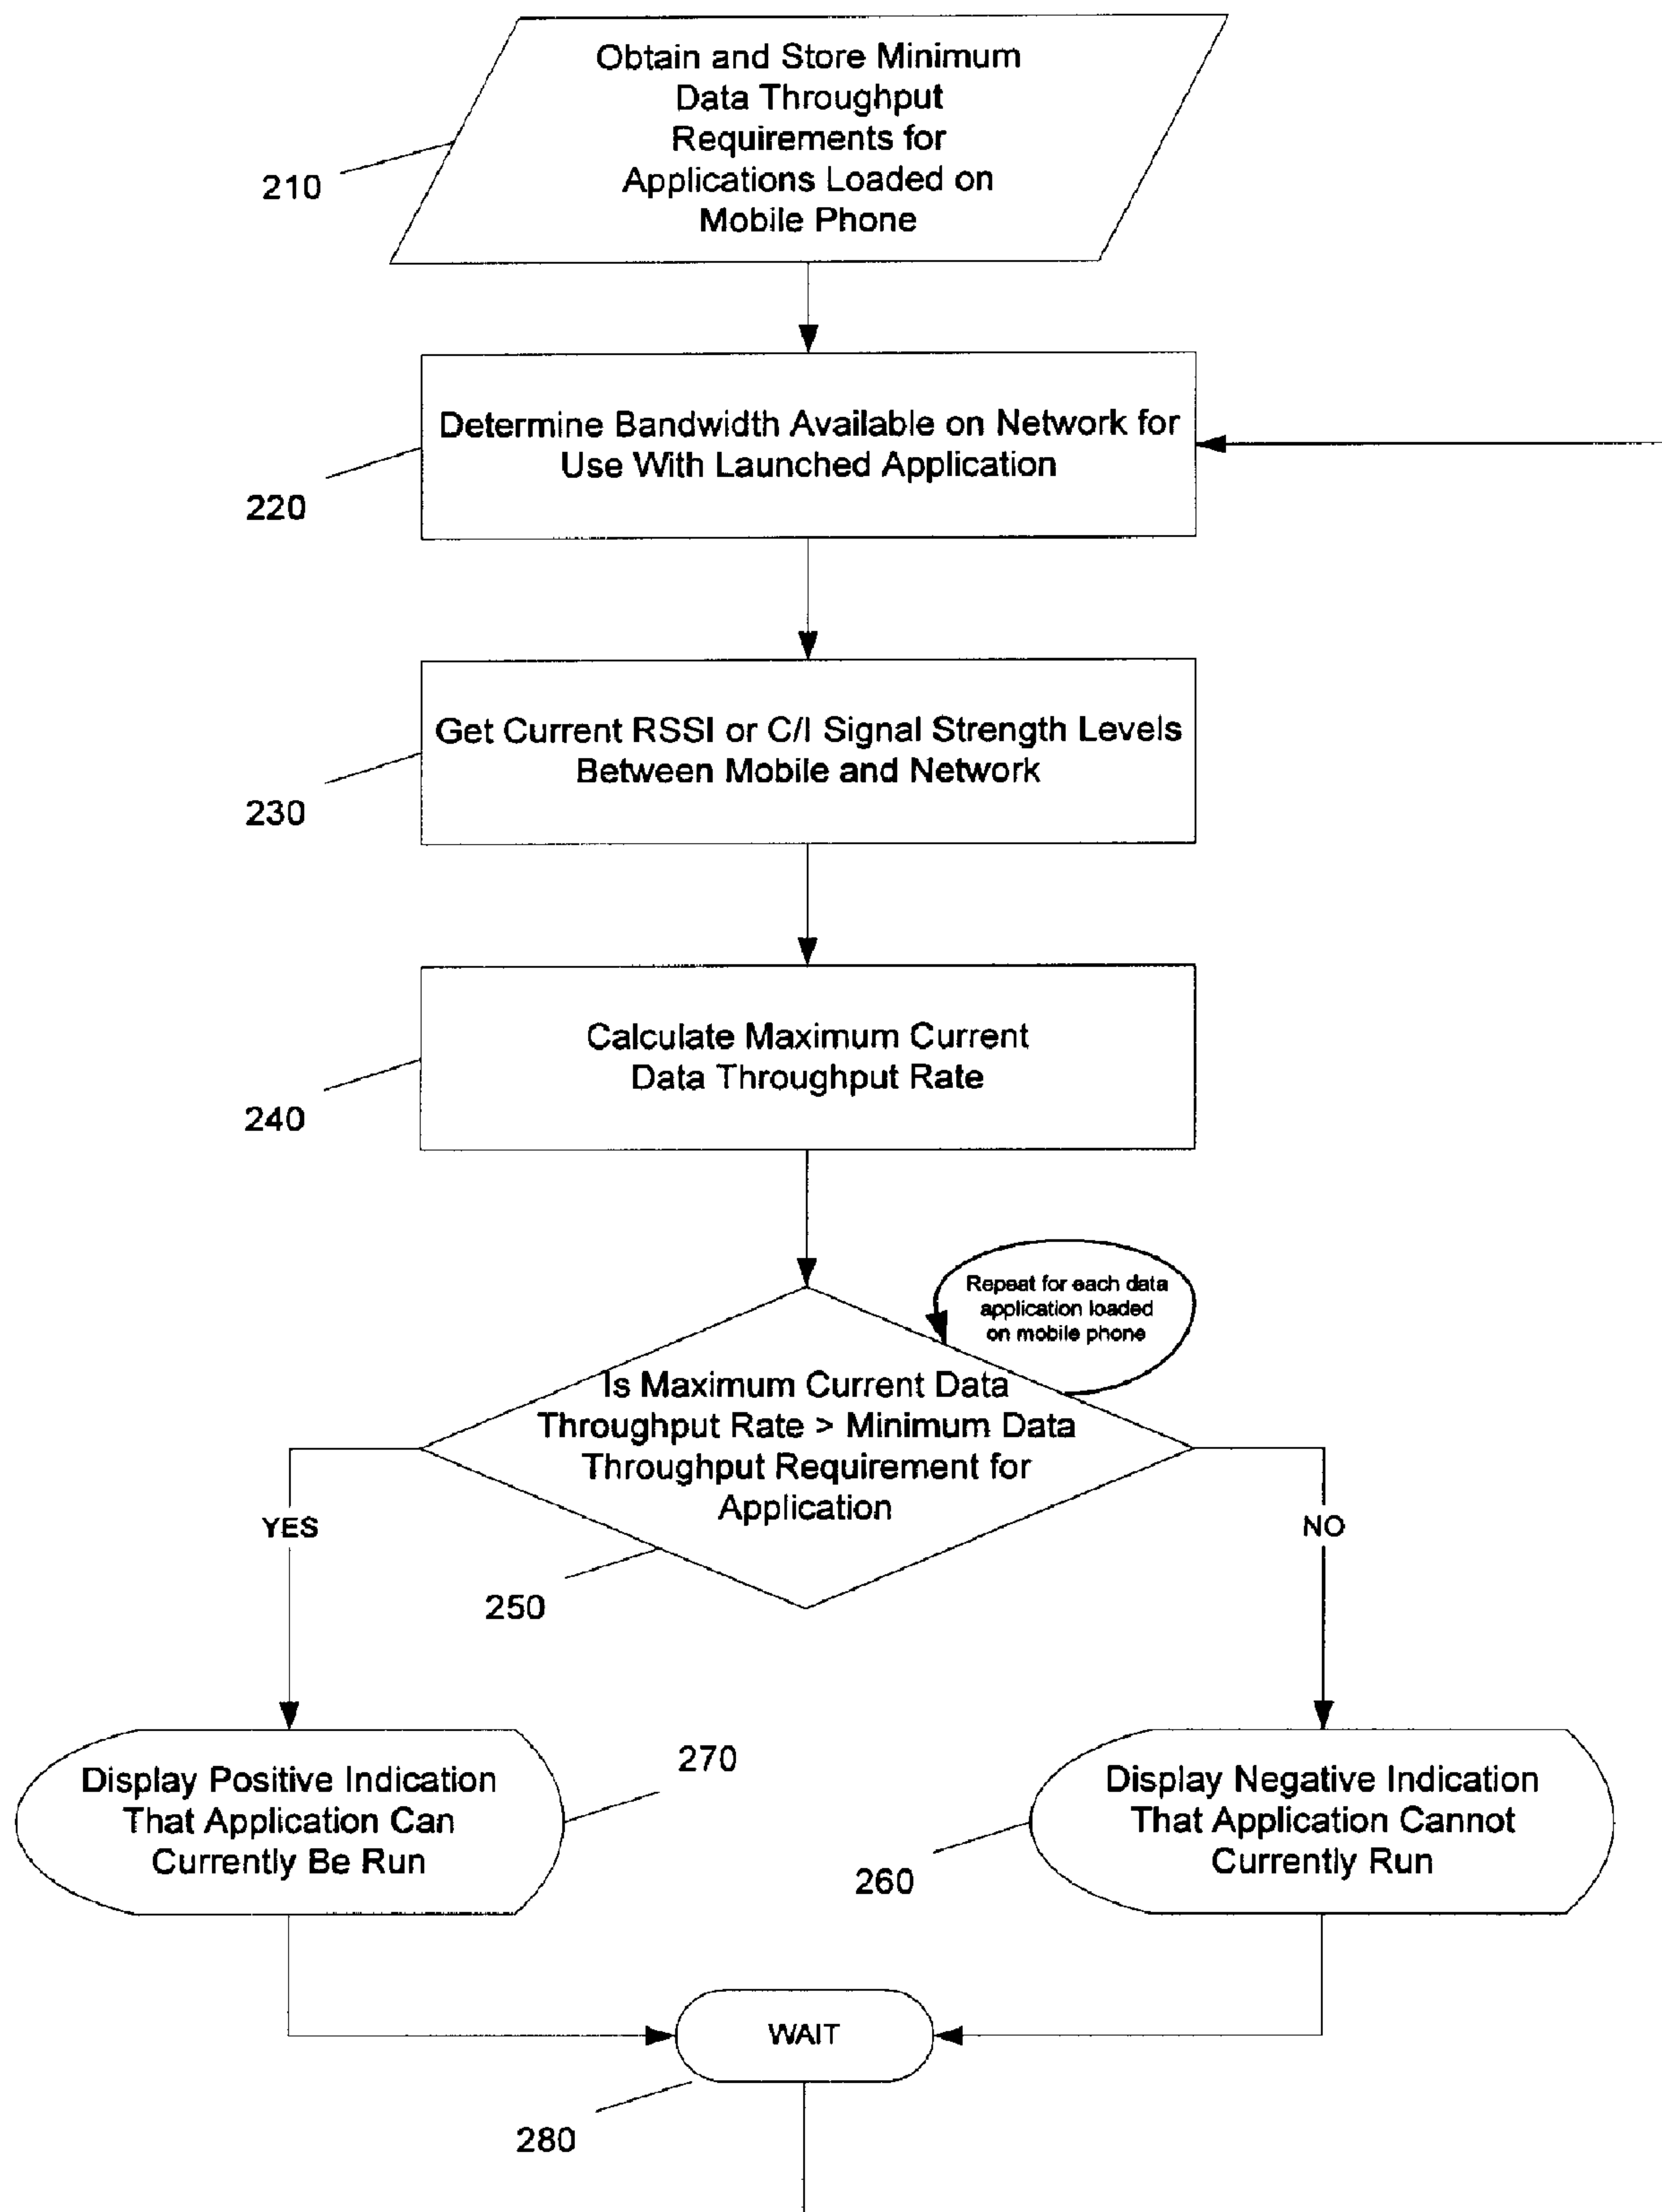 Obtain and Store Minimum
Data Throughput
Requirements for
Applications Loaded on
Mobile Phone
210
Determine Bandwidth Available on Network for
Use With Launched Application
220
Get Current RSSI or C/I Signal Strength Levels
Between Mobile and Network
230
Calculate Maximum Current
Data Throughput Rate
240
Repeat for each data
application loaded
on mobile phone
Is Maximum Current Data
Throughput Rate > Minimum Data
Throughput Requirement for
Application
YES
NO
250
Display Positive Indication
That Application Can
Currently Be Run
270
Display Negative Indication
That Application Cannot
Currently Run
260
WAIT
280